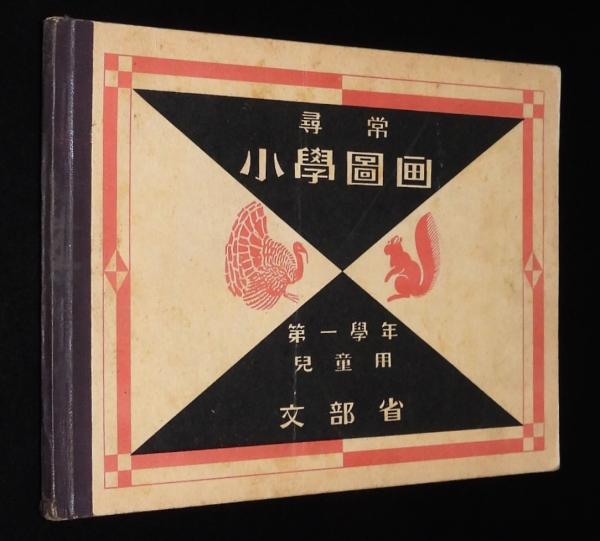 尋常
小學圖画
第一學年
兒童用
文部省